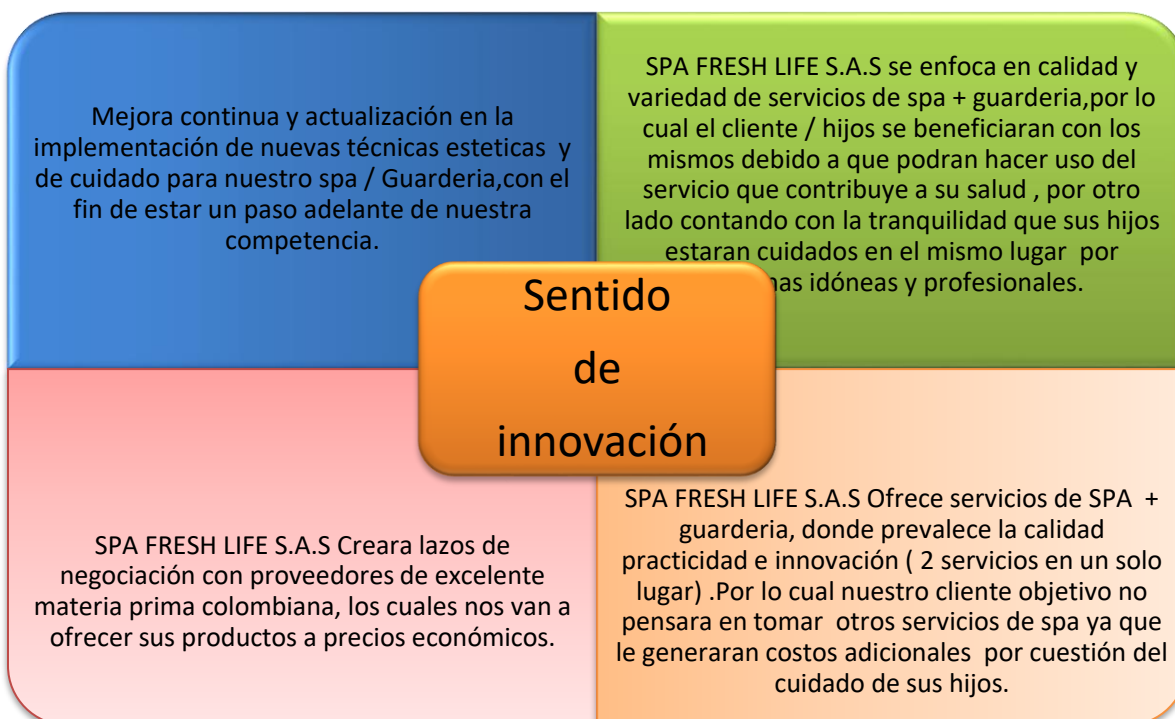 Mejora continua y actualización en la
implementación de nuevas técnicas esteticas y
de cuidado para nuestro spa / Guarderia,con el
fin de estar un paso adelante de nuestra
competencia.
SPA FRESH LIFE S.A.S se enfoca en calidad y
variedad de servicios de spa + guarderia,por lo
cual el cliente / hijos se beneficiaran con los
mismos debido a que podran hacer uso del
servicio que contribuye a su salud , por otro
lado contando con la tranquilidad que sus hijos
estaran cuidados en el mismo lugar por
idóneas y profesionales.
Sentido
de
innovación
SPA FRESH LIFE S.A.S Creara lazos de
negociación con proveedores de excelente
materia prima colombiana, los cuales nos van a
ofrecer sus productos a precios económicos.
SPA FRESH LIFE S.A.S Ofrece servicios de SPA +
guarderia, donde prevalece la calidad
practicidad e innovación ( 2 servicios en un solo
lugar) .Por lo cual nuestro cliente objetivo no
pensara en tomar otros servicios de spa ya que
le generaran costos adicionales por cuestión del
cuidado de sus hijos.